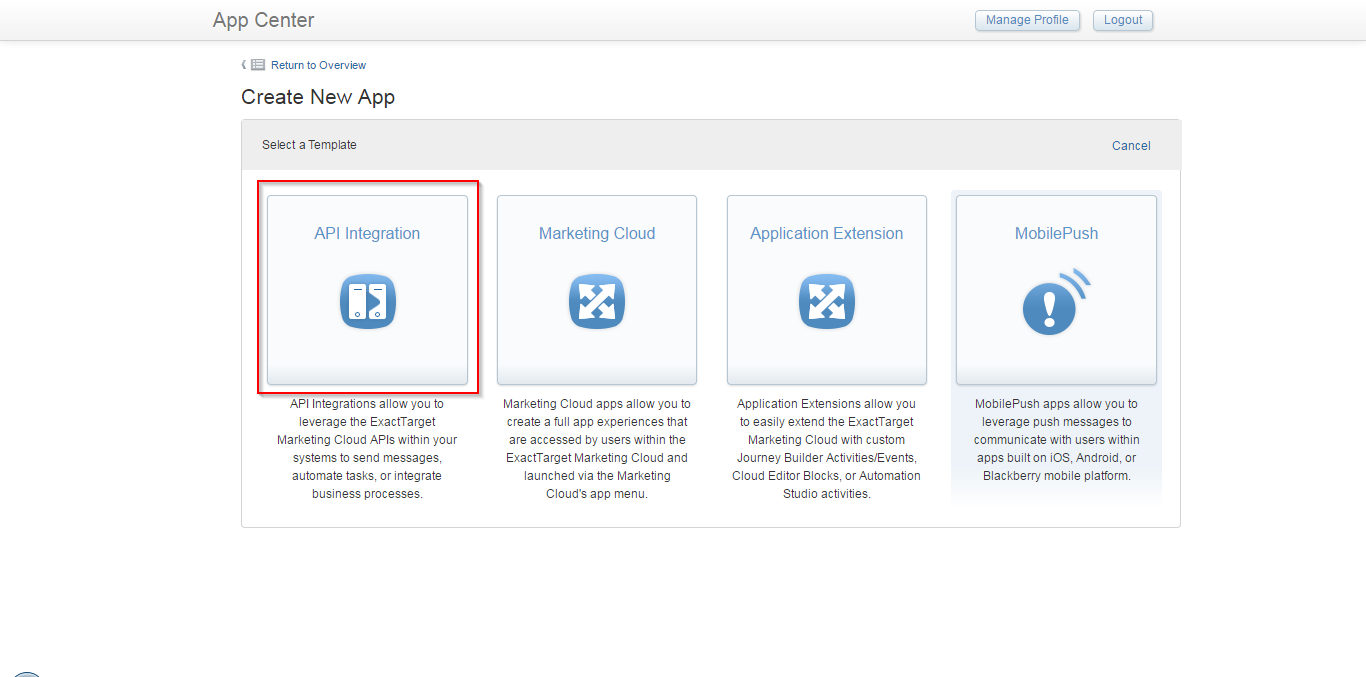 App Center
Manage Profile
Logout
Return to Overview
Create New App
Select a Template
Cancel
API Integration
Marketing Cloud
Application Extension
MobilePush
API Integrations allow you to
leverage the ExactTarget
Marketing Cloud APIs within your
systems to send messages,
automate tasks, or integrate
business processes.
Marketing Cloud apps allow you to
create a full app experiences that
are accessed by users within the
ExactTarget Marketing Cloud and
launched via the Marketing
Cloud's app menu.
Application Extensions allow you
to easily extend the ExactTarget
Marketing Cloud with custom
Journey Builder Activities/Events,
Cloud Editor Blocks, or Automation
Studio activities.
MobilePush apps allow you to
leverage push messages to
communicate with users within
apps built on iOS, Android, or
Blackberry mobile platform.